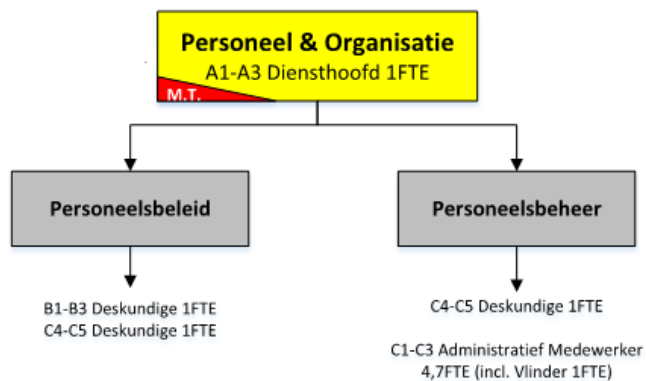 Personeel & Organisatie
A1-A3 Diensthoofd 1FTE
M.T.
Personeelsbeleid
Personeelsbeheer
B1-B3 Deskundige 1FTE
C4-C5 Deskundige 1FTE
C4-C5 Deskundige 1FTE
C1-C3 Administratief Medewerker
4,7FTE (incl. Vlinder 1FTE)